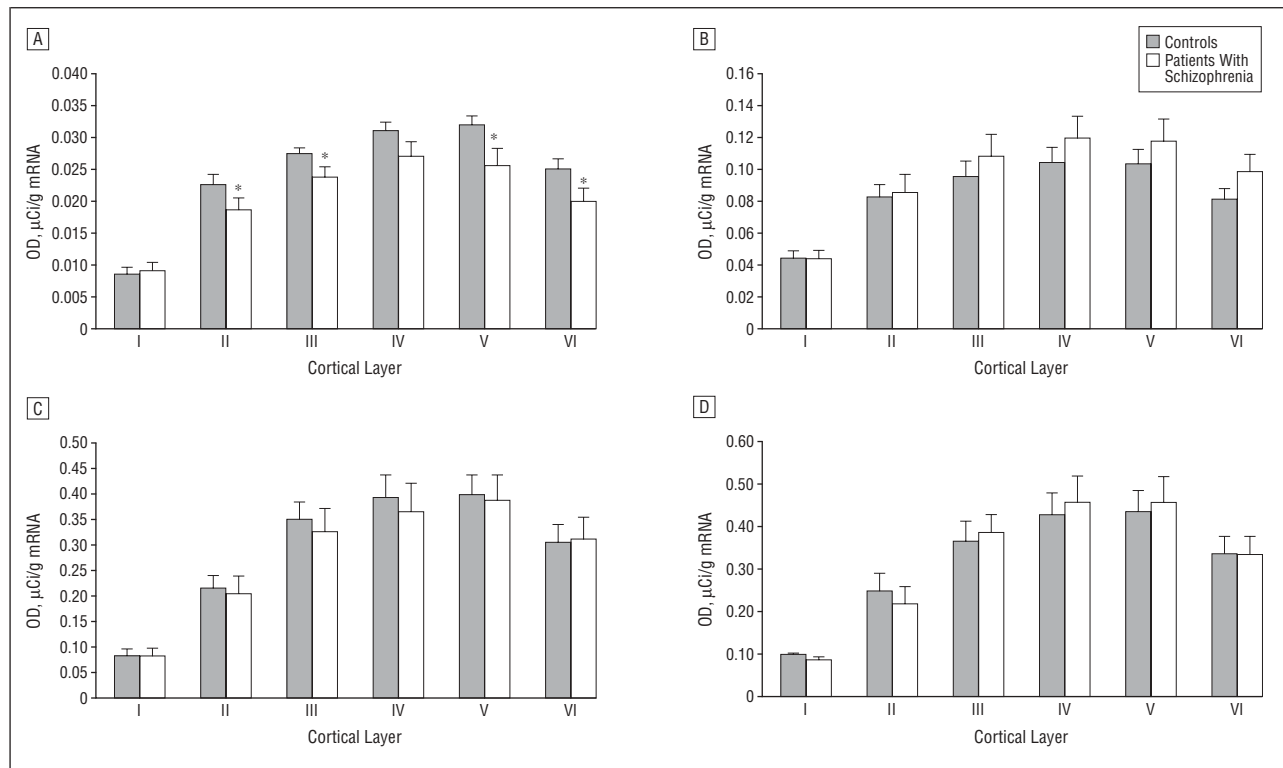 A
OD, µCi/g mRNA
0.040
0.035
0.030
0.025
0.020
0.015
0.010
0.005
0
*
*
*
*
I II III IV V VI
Cortical Layer
B
Controls
Patients With
Schizophrenia
OD, µCi/g mRNA
0.16
0.14
0.12
0.10
0.08
0.06
0.04
0.02
0
I II III IV V VI
Cortical Layer
C
OD, µCi/g mRNA
0.50
0.45
0.40
0.35
0.30
0.25
0.20
0.15
0.10
0.05
0
I II III IV V VI
Cortical Layer
D
OD, µCi/g mRNA
0.60
0.50
0.40
0.30
0.20
0.10
0
I II III IV V VI
Cortical Layer